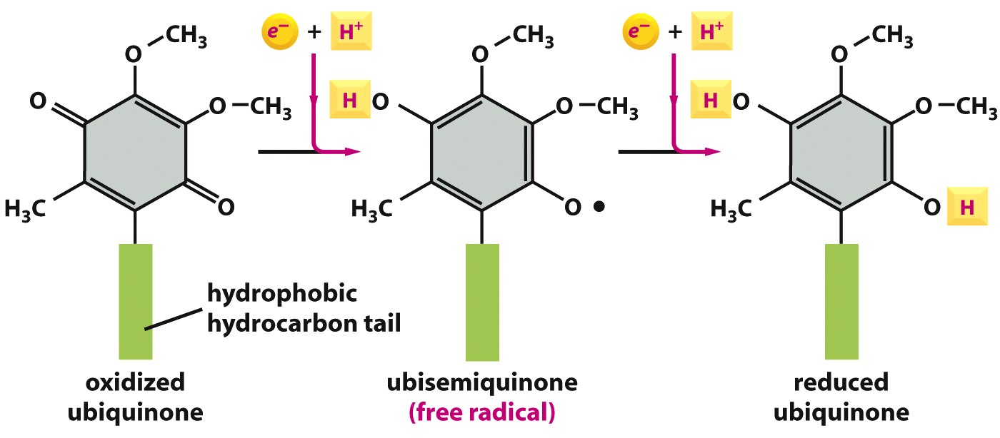 O–CH₃
O–CH₃
O
O
H₃C
hydrophobic
hydrocarbon tail
oxidized
ubiquinone
e⁻ + H⁺
H O
O–CH₃
O–CH₃
H₃C
O •
ubisemiquinone
(free radical)
e⁻ + H⁺
H O
O–CH₃
O–CH₃
H₃C
O H
reduced
ubiquinone